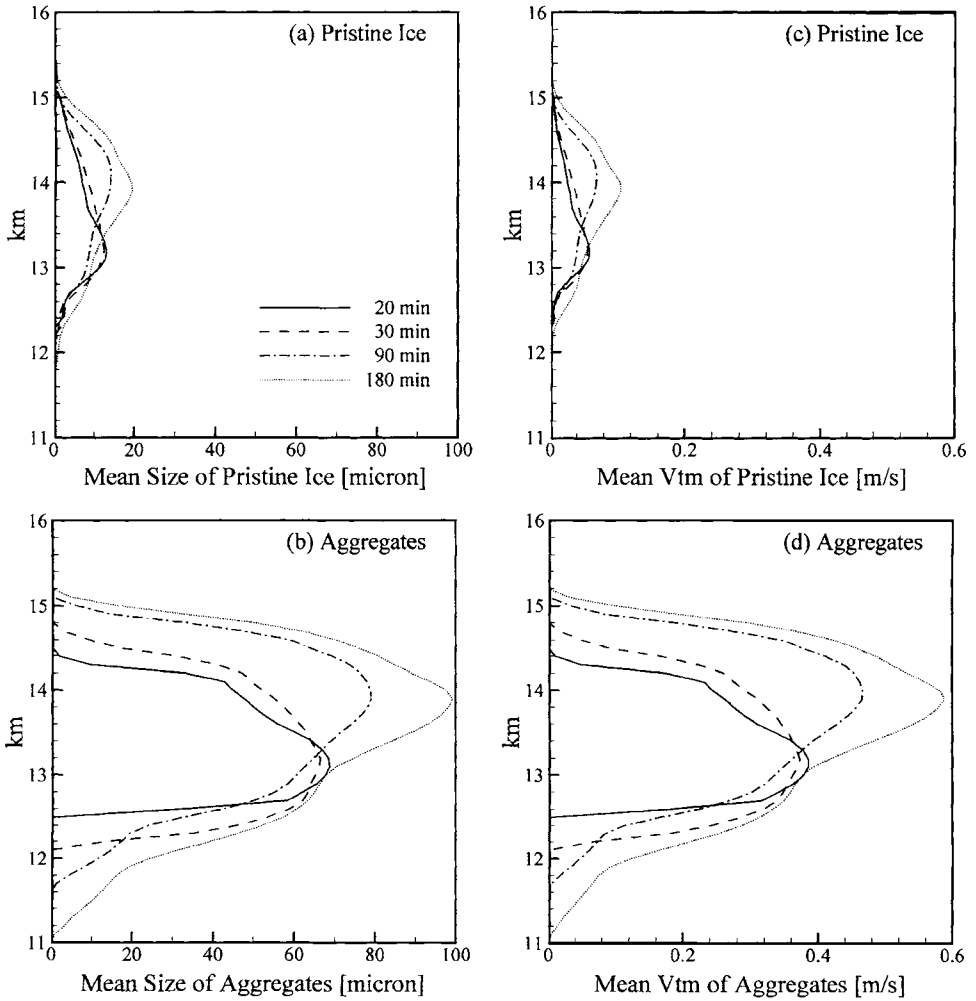 16
(a) Pristine Ice
15
14
km
13
20 min
30 min
12
90 min
180 min
11
0 20 40 60 80 100
Mean Size of Pristine Ice [micron]
16
(c) Pristine Ice
15
14
km
13
12
11
0 0.2 0.4 0.6
Mean Vtm of Pristine Ice [m/s]
16
(b) Aggregates
15
14
km
13
12
11
0 20 40 60 80 100
Mean Size of Aggregates [micron]
16
(d) Aggregates
15
14
km
13
12
11
0 0.2 0.4 0.6
Mean Vtm of Aggregates [m/s]